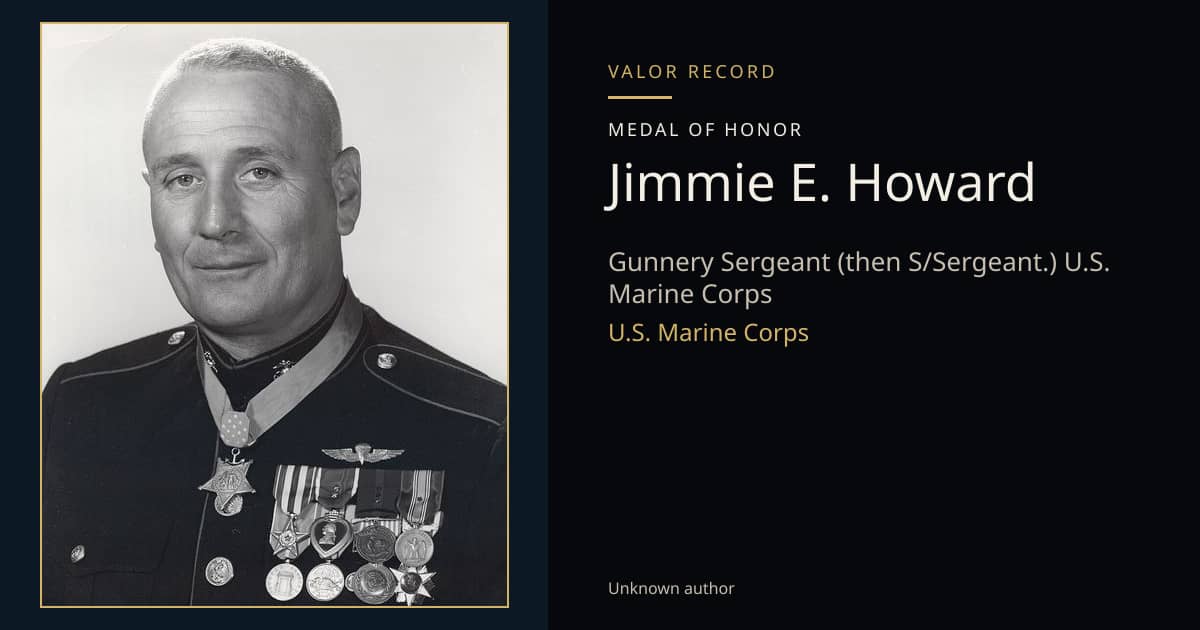 VALOR RECORD
MEDAL OF HONOR
Jimmie E. Howard
Gunnery Sergeant (then S/Sergeant.) U.S.
Marine Corps
U.S. Marine Corps
Unknown author